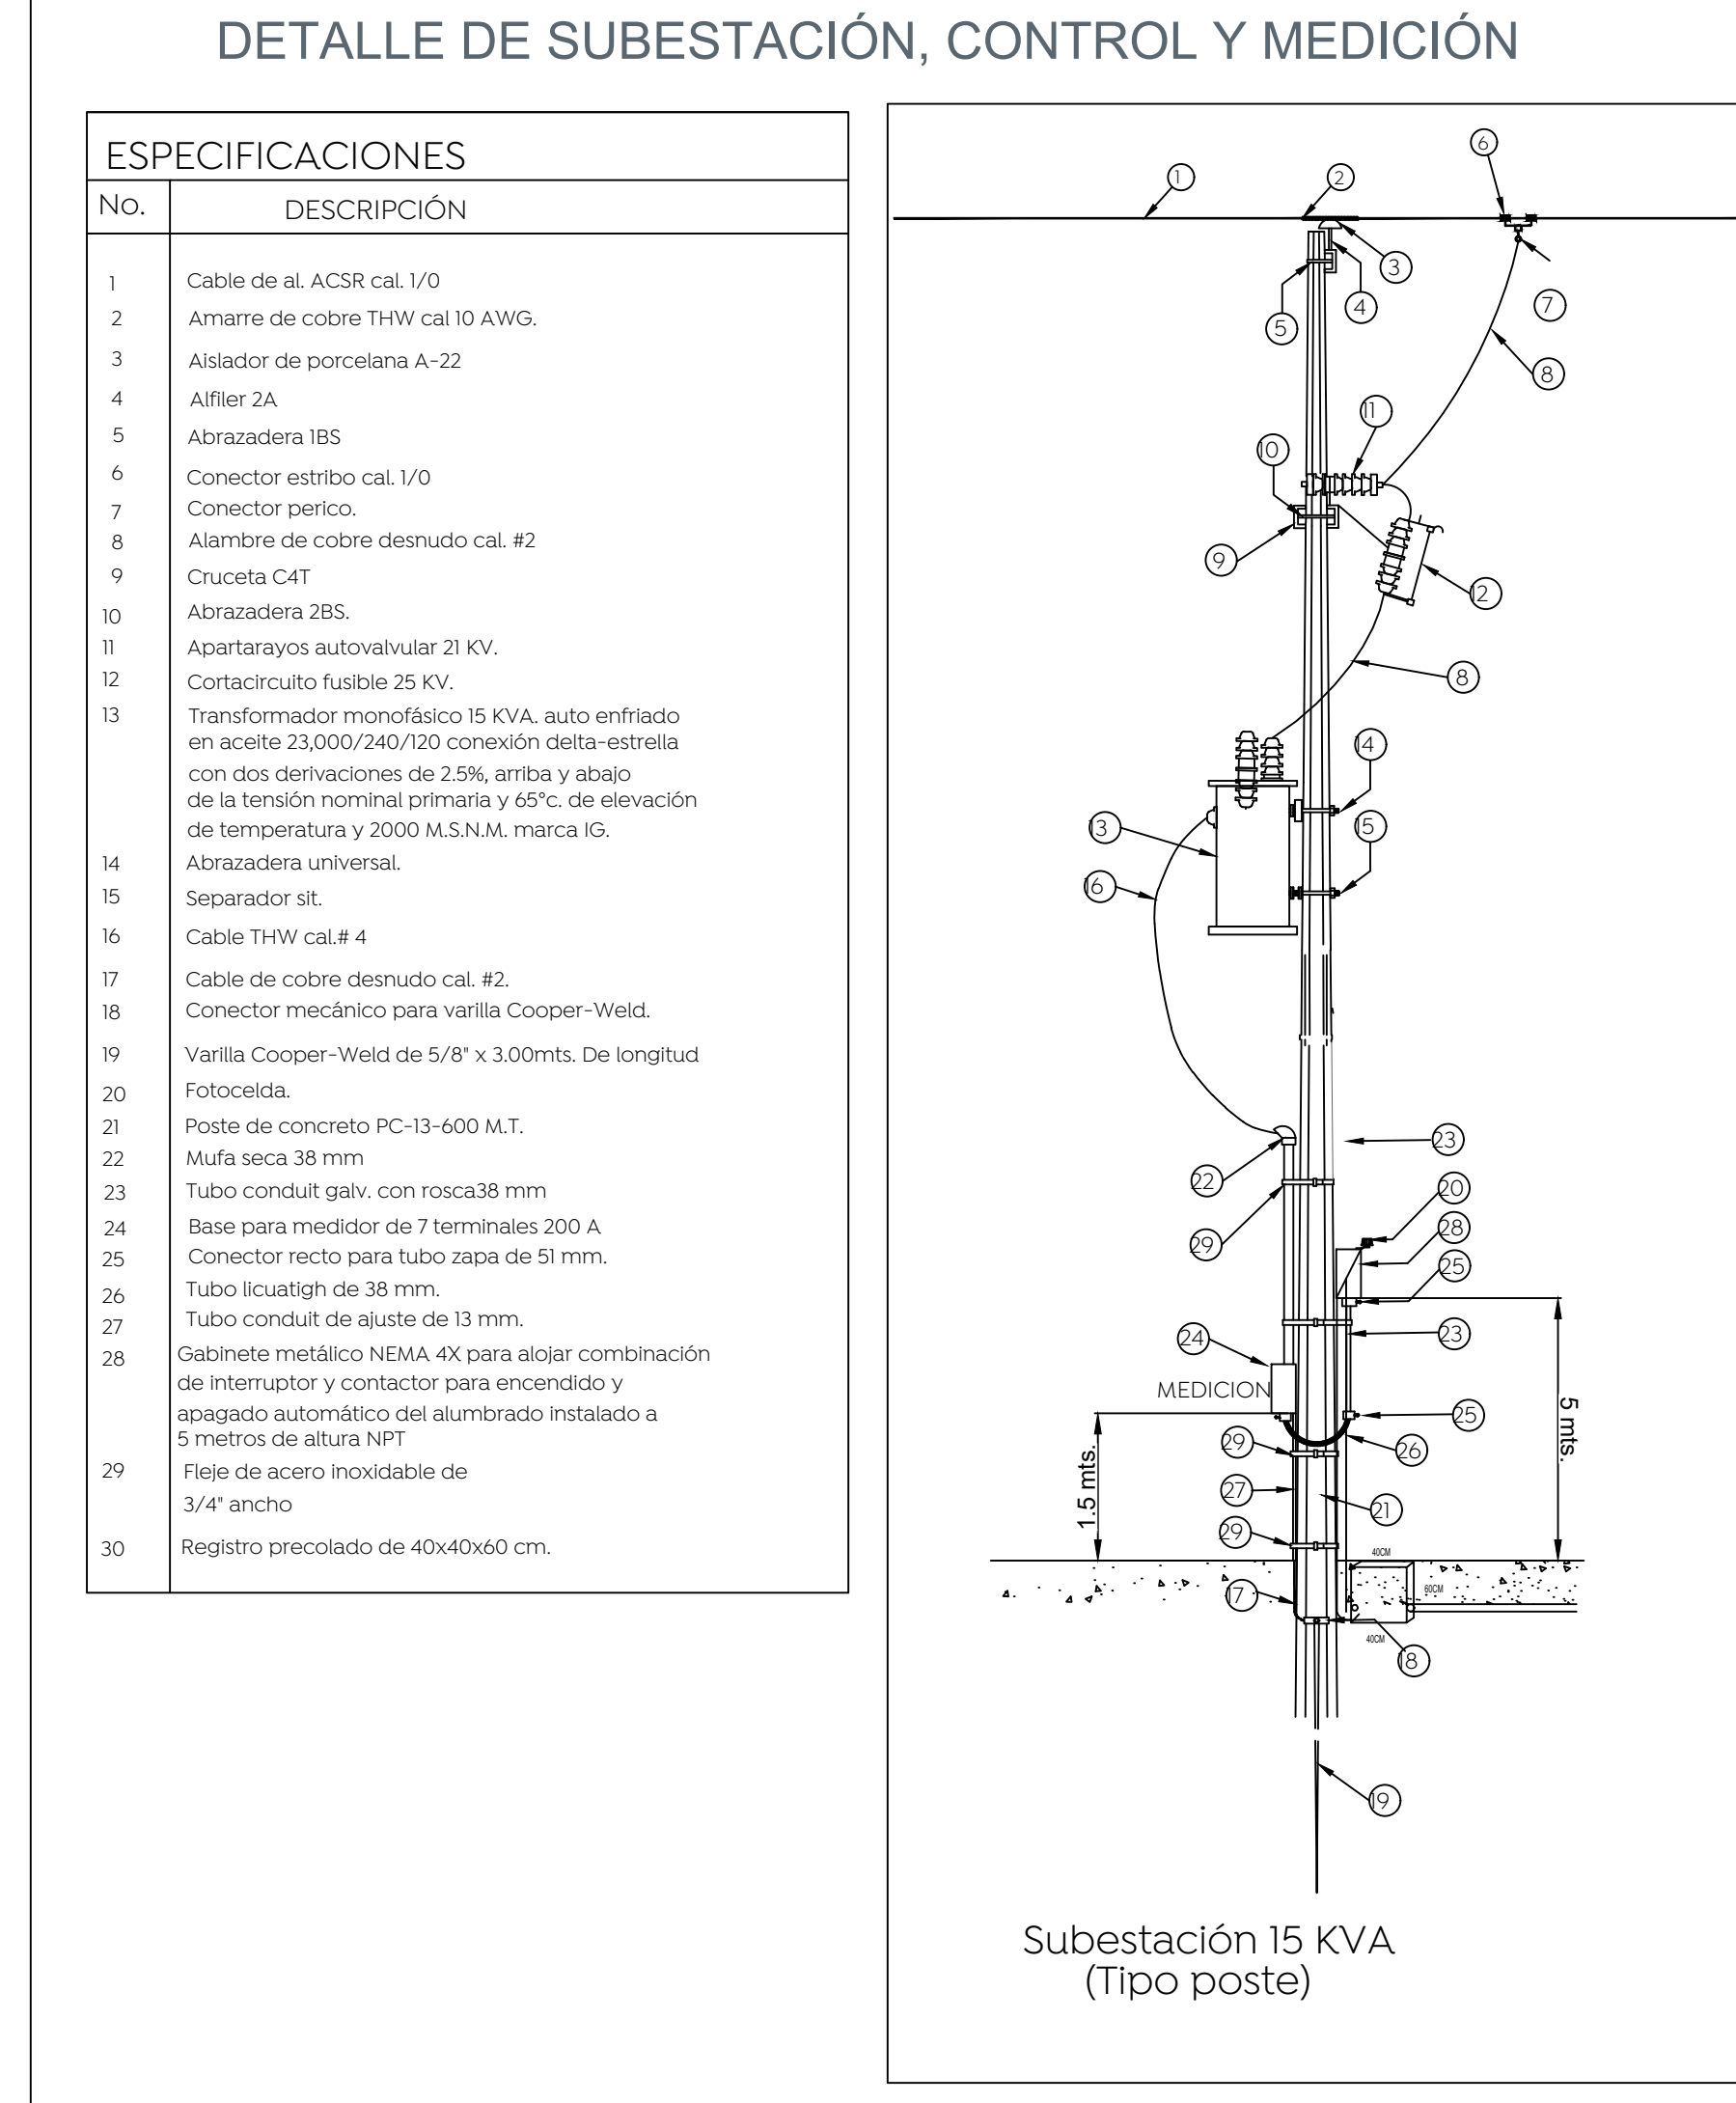 DETALLE DE SUBESTACIÓN, CONTROL Y MEDICIÓN
ESPECIFICACIONES
No. DESCRIPCIÓN
1 Cable de al. ACSR cal. 1/0
2 Amarre de cobre THW cal 10 AWG.
3 Aislador de porcelana A-22
4 Alfiler 2A
5 Abrazadera 1BS
6 Conector estribo cal. 1/0
7 Conector perico.
8 Alambre de cobre desnudo cal. #2
9 Cruceta C4T
10 Abrazadera 2BS.
11 Apartarayos autovalvular 21 KV.
12 Cortacircuito fusible 25 KV.
13 Transformador monofásico 15 KVA. auto enfriado
en aceite 23,000/240/120 conexión delta-estrella
con dos derivaciones de 2.5%, arriba y abajo
de la tensión nominal primaria y 65°c. de elevación
de temperatura y 2000 M.S.N.M. marca IG.
14 Abrazadera universal.
15 Separador sit.
16 Cable THW cal.# 4
17 Cable de cobre desnudo cal. #2.
18 Conector mecánico para varilla Cooper-Weld.
19 Varilla Cooper-Weld de 5/8" x 3.00mts. De longitud
20 Fotocelda.
21 Poste de concreto PC-13-600 M.T.
22 Mufa seca 38 mm
23 Tubo conduit galv. con rosca38 mm
24 Base para medidor de 7 terminales 200 A
25 Conector recto para tubo zapa de 51 mm.
26 Tubo licuatigh de 38 mm.
27 Tubo conduit de ajuste de 13 mm.
28 Gabinete metálico NEMA 4X para alojar combinación
de interruptor y contactor para encendido y
apagado automático del alumbrado instalado a
5 metros de altura NPT
29 Fleje de acero inoxidable de
3/4" ancho
30 Registro precolado de 40x40x60 cm.
6
1
2
3
4
7
5
8
11
10
9
12
8
14
13
15
16
23
22
20
28
29
25
23
24
MEDICION
25
5 mts.
29
26
1.5 mts.
27
21
29
40CM
60CM
17
40CM
18
19
Subestación 15 KVA
(Tipo poste)